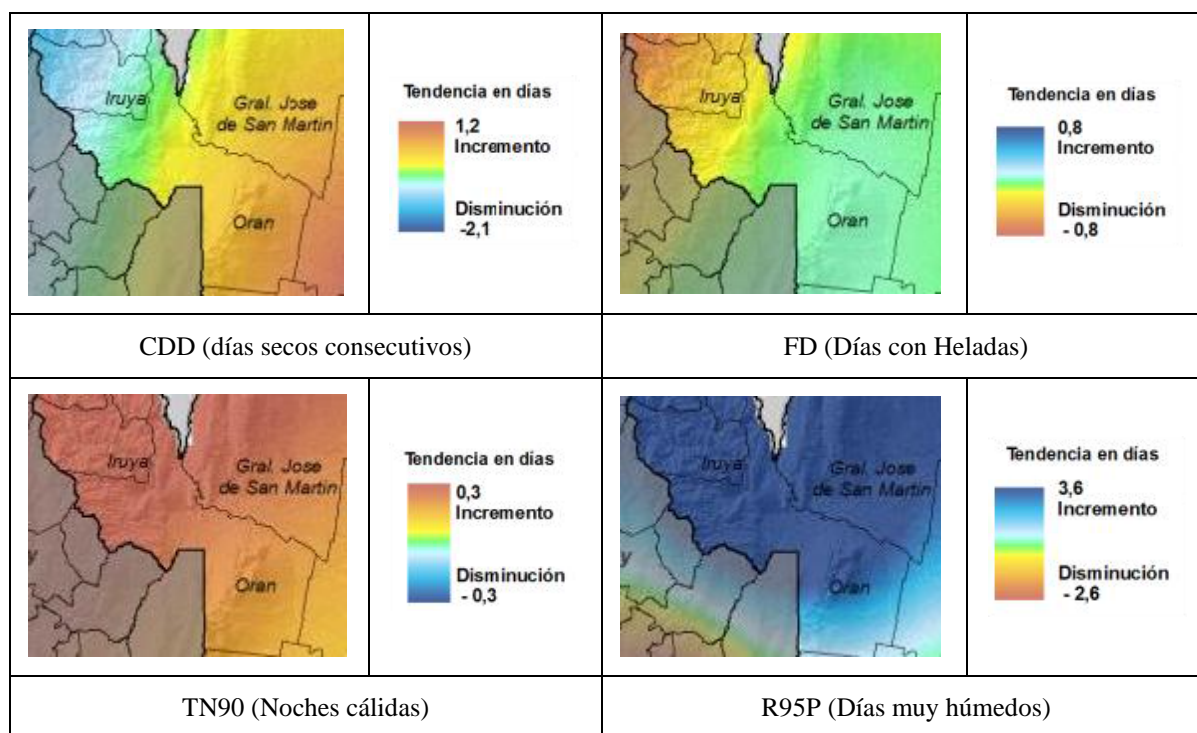 Iruya
Gral. Jose
de San Martin
Oran
Tendencia en días
1,2
Incremento
Disminución
-2,1
Iruya
Gral. Jose
de San Martin
Oran
Tendencia en días
0,8
Incremento
Disminución
- 0,8
CDD (días secos consecutivos)
FD (Días con Heladas)
Iruya
Gral. Jose
de San Martin
y
Oran
Tendencia en días
0,3
Incremento
Disminución
- 0,3
Iruya
Gral. Jose
de San Martin
y
Oran
Tendencia en días
3,6
Incremento
Disminución
- 2,6
TN90 (Noches cálidas)
R95P (Días muy húmedos)